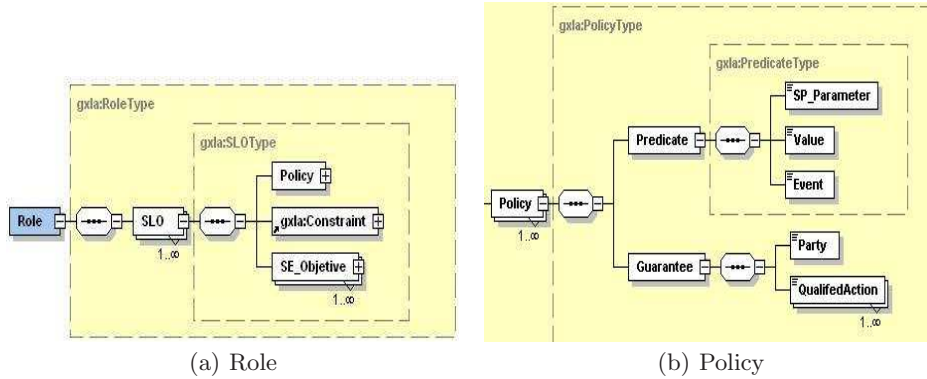 gxla:RoleType
gxla:SLOType
Policy
Role
SLO
gxla:Constraint
1..∞
SE_Objetive
1..∞
(a) Role
gxla:PolicyType
gxla:PredicateType
SP_Parameter
Predicate
Value
Event
Policy
1..∞
Party
Guarantee
QualifedAction
1..∞
(b) Policy